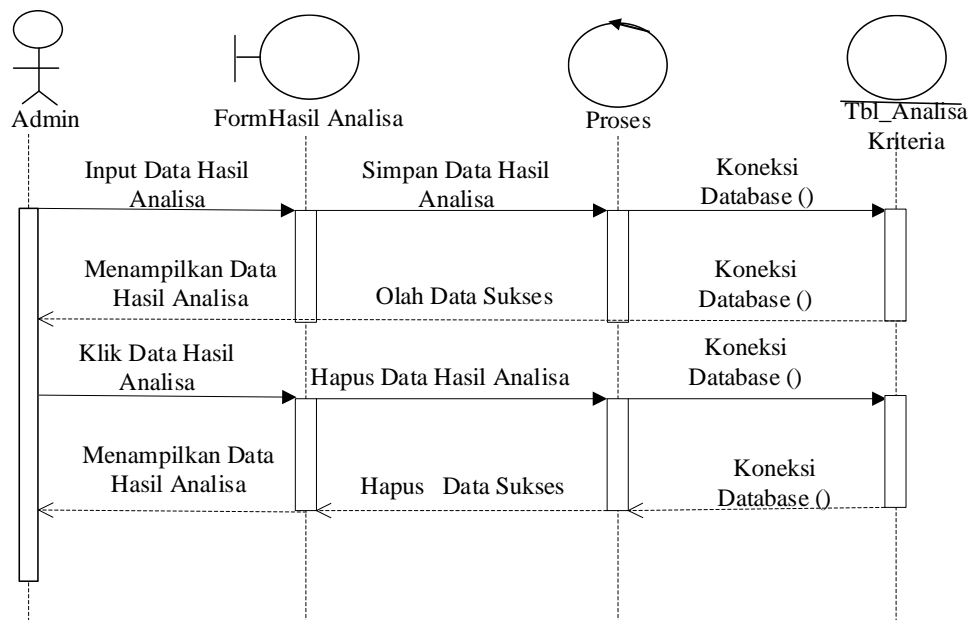 Admin
FormHasil Analisa
Proses
Tbl_Analisa
Kriteria
Input Data Hasil
Analisa
Simpan Data Hasil
Analisa
Koneksi
Database ()
Menampilkan Data
Hasil Analisa
Olah Data Sukses
Koneksi
Database ()
Klik Data Hasil
Analisa
Hapus Data Hasil Analisa
Koneksi
Database ()
Menampilkan Data
Hasil Analisa
Hapus Data Sukses
Koneksi
Database ()